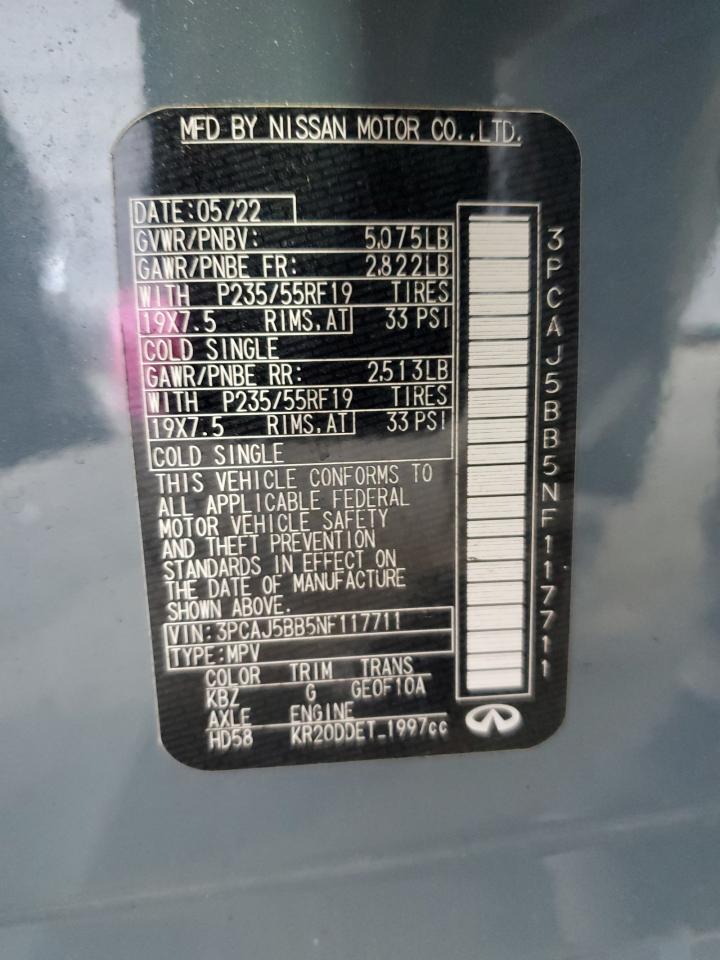 MFD BY NISSAN MOTOR CO.,LTD.
DATE:05/22
GVWR/PNBV: 5,075LB
GAWR/PNBE FR: 2,822LB
WITH P235/55RF19 TIRES
19X7.5 RIMS,AT 33 PSI
COLD SINGLE
GAWR/PNBE RR: 2,513LB
WITH P235/55RF19 TIRES
19X7.5 RIMS,AT 33 PSI
COLD SINGLE
THIS VEHICLE CONFORMS TO
ALL APPLICABLE FEDERAL
MOTOR VEHICLE SAFETY
AND THEFT PREVENTION
STANDARDS IN EFFECT ON
THE DATE OF MANUFACTURE
SHOWN ABOVE.
VIN:3PCAJ5BB5NF117711
TYPE:MPV
COLOR TRIM TRANS
KBZ G GE0F10A
AXLE ENGINE
HD58 KR20DDET_1997cc
3PCAJ5BB5NF117711